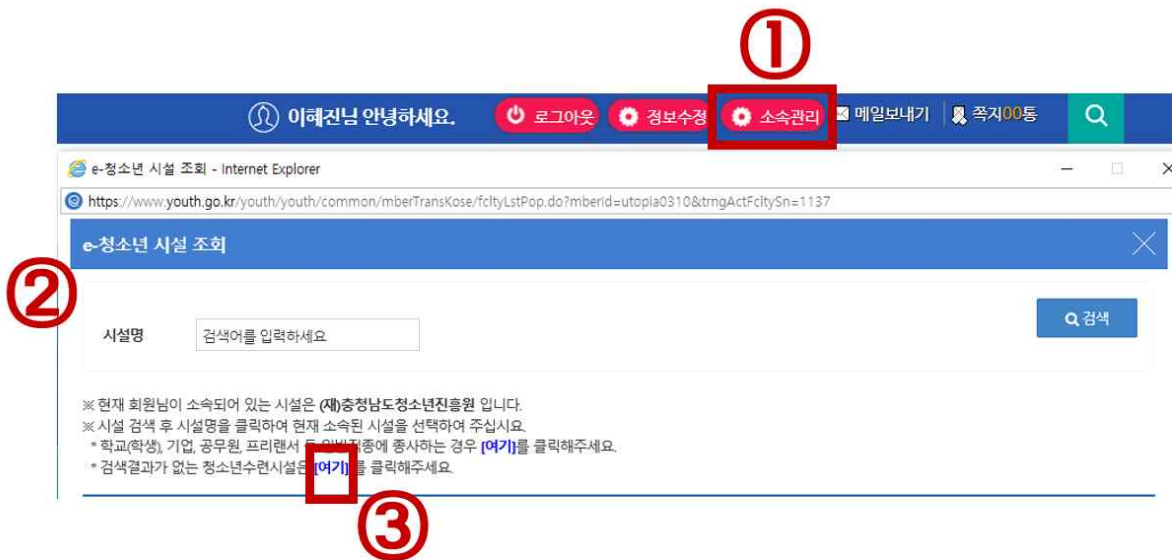 ①
이혜진님 안녕하세요. 로그아웃 정보수정 소속관리 메일보내기 쪽지00통
e-청소년 시설 조회 - Internet Explorer
https://www.youth.go.kr/youth/youth/common/mberTransKose/fcltyLstPop.do?mberId=utopia0310&trngActFcltySn=1137
e-청소년 시설 조회
②
시설명 검색어를 입력하세요 검색
※ 현재 회원님이 소속되어 있는 시설은 (재)충청남도청소년진흥원 입니다.
※ 시설 검색 후 시설명을 클릭하여 현재 소속된 시설을 선택하여 주십시요.
* 학교(학생), 기업, 공무원, 프리랜서 등 일반직종에 종사하는 경우 [여기]를 클릭해주세요.
* 검색결과가 없는 청소년수련시설은 [여기]를 클릭해주세요.
③